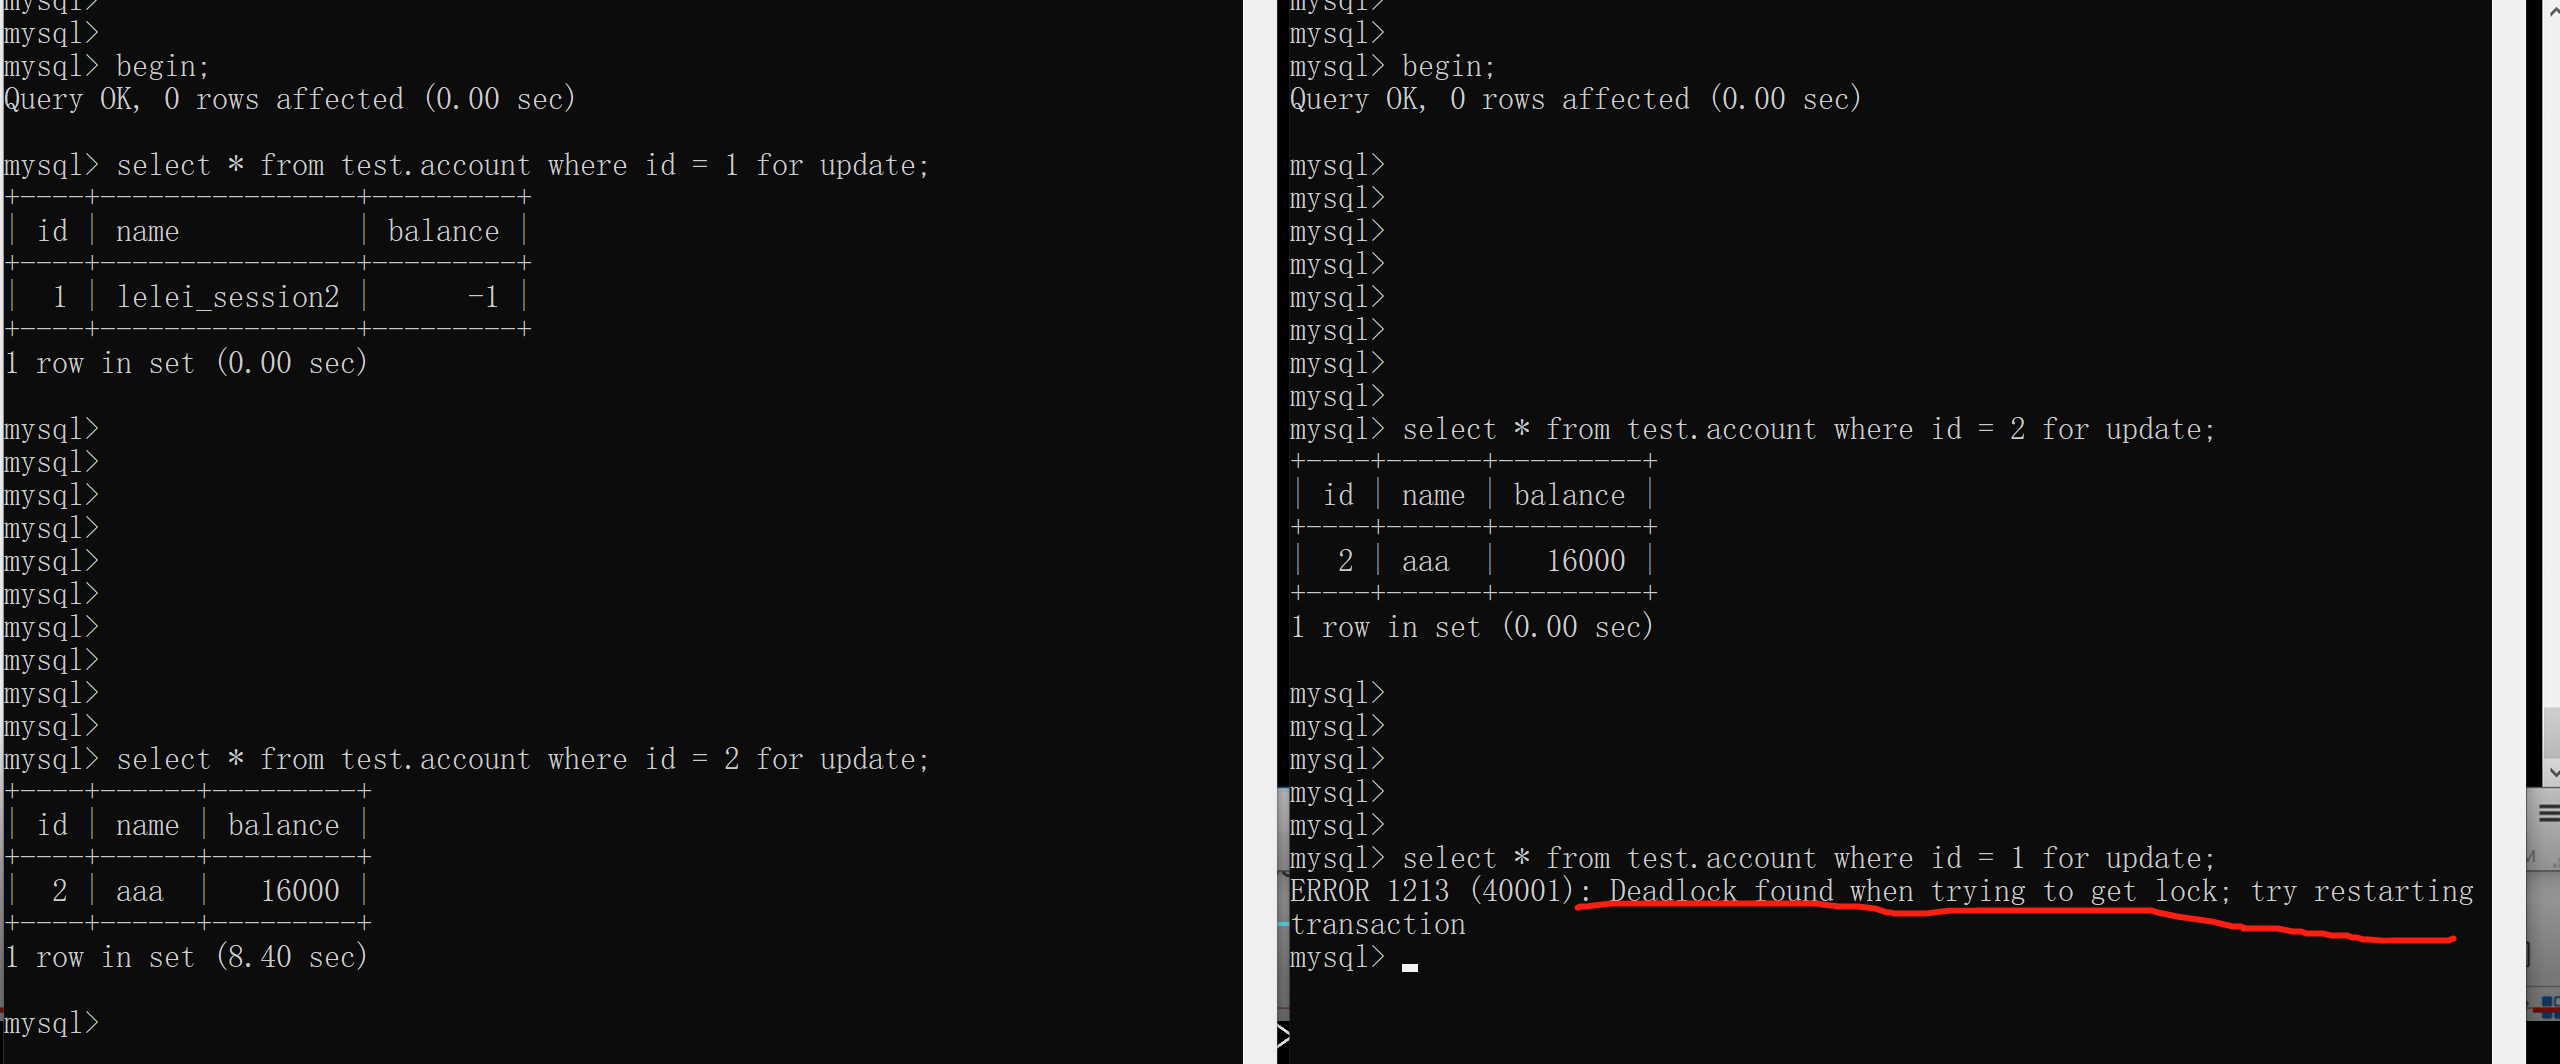 mysql>
mysql>
mysql> begin;
Query OK, 0 rows affected (0.00 sec)
mysql> select * from test.account where id = 1 for update;
+----+----------------+---------+
| id | name           | balance |
+----+----------------+---------+
|  1 | lelei_session2 |      -1 |
+----+----------------+---------+
1 row in set (0.00 sec)
mysql>
mysql>
mysql>
mysql>
mysql>
mysql>
mysql>
mysql>
mysql>
mysql>
mysql> select * from test.account where id = 2 for update;
+----+------+---------+
| id | name | balance |
+----+------+---------+
|  2 | aaa  |   16000 |
+----+------+---------+
1 row in set (8.40 sec)
mysql>
mysql>
mysql>
mysql> begin;
Query OK, 0 rows affected (0.00 sec)
mysql>
mysql>
mysql>
mysql>
mysql>
mysql>
mysql>
mysql>
mysql> select * from test.account where id = 2 for update;
+----+------+---------+
| id | name | balance |
+----+------+---------+
|  2 | aaa  |   16000 |
+----+------+---------+
1 row in set (0.00 sec)
mysql>
mysql>
mysql>
mysql>
mysql>
mysql> select * from test.account where id = 1 for update;
ERROR 1213 (40001): Deadlock found when trying to get lock; try restarting
transaction
mysql>